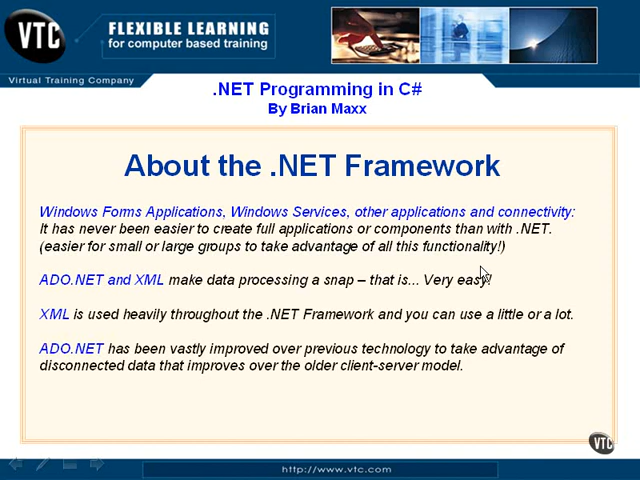 VTC
FLEXIBLE LEARNING
for computer based training
Virtual Training Company
.NET Programming in C#
By Brian Maxx
About the .NET Framework
Windows Forms Applications, Windows Services, other applications and connectivity:
It has never been easier to create full applications or components than with .NET.
(easier for small or large groups to take advantage of all this functionality!)
ADO.NET and XML make data processing a snap – that is... Very easy!
XML is used heavily throughout the .NET Framework and you can use a little or a lot.
ADO.NET has been vastly improved over previous technology to take advantage of
disconnected data that improves over the older client-server model.
VTC
http://www.vtc.com